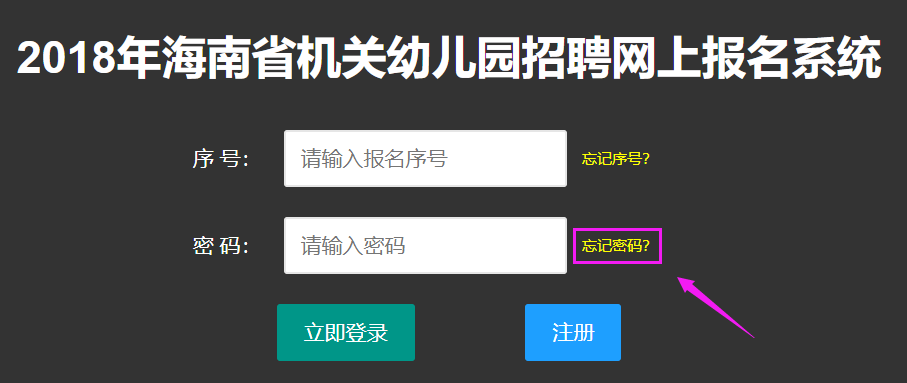 2018年海南省机关幼儿园招聘网上报名系统
序 号： 请输入报名序号 忘记序号?
密 码： 请输入密码 忘记密码?
立即登录 注册